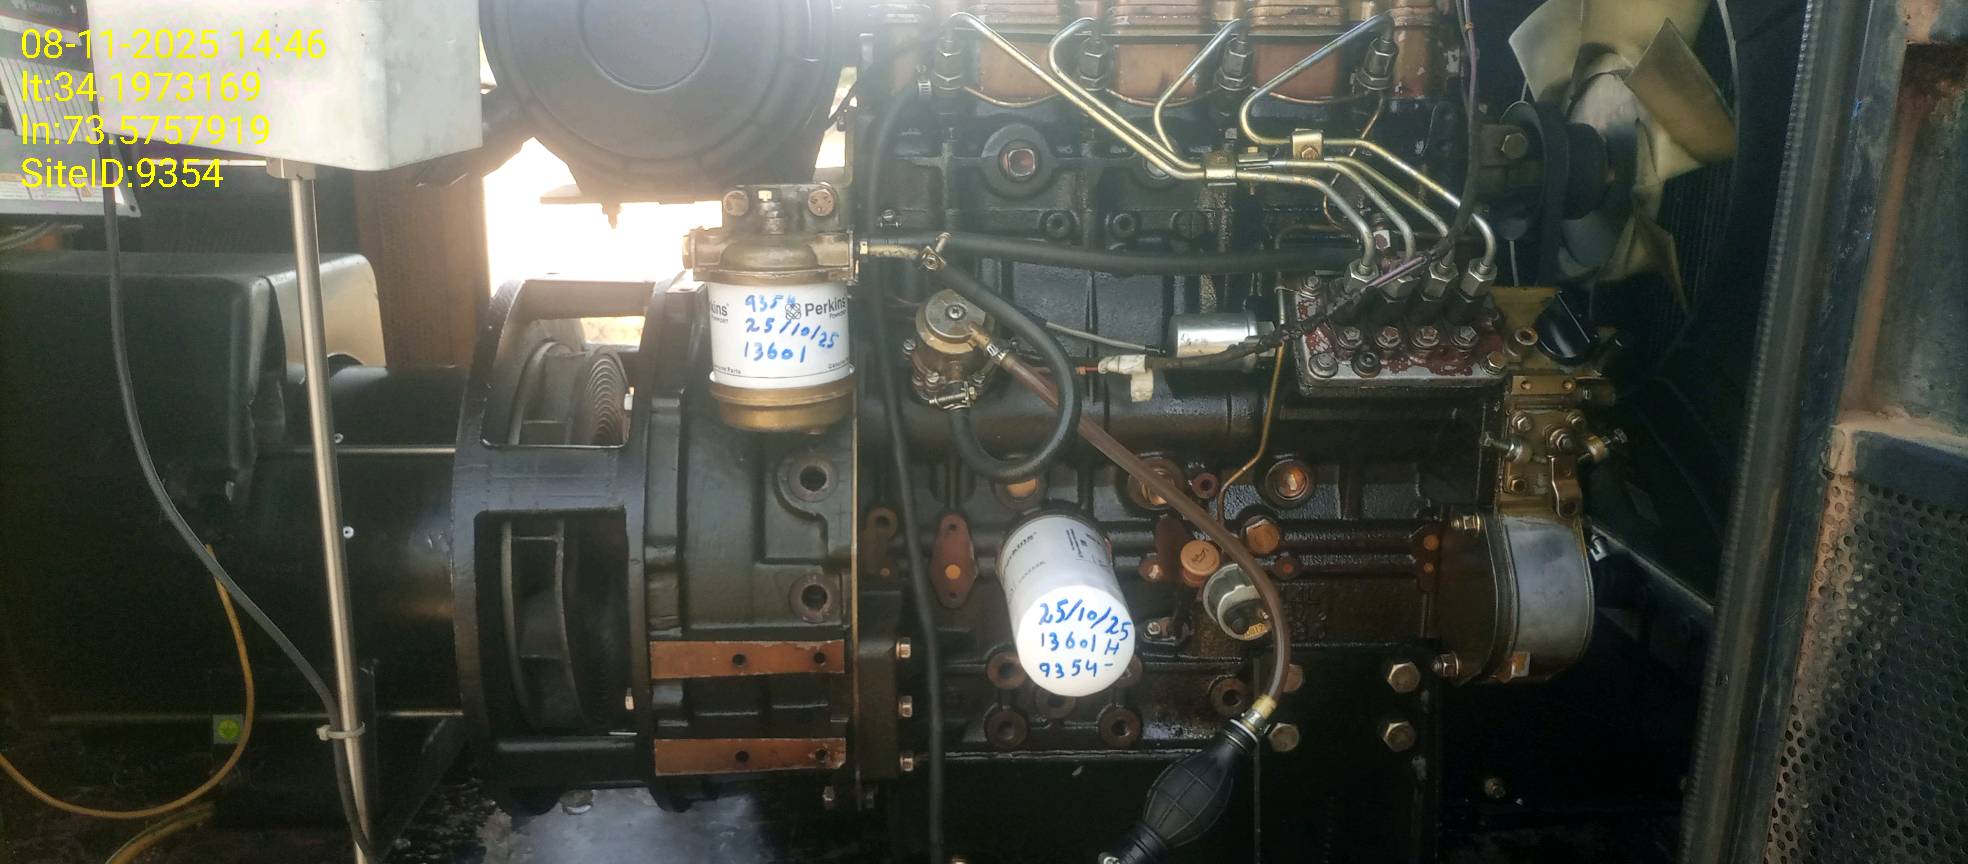 08-11-2025 14:46
lt:34.1973169
ln:73.5757919
SiteID:9354
9354
Perkins
25/10/25
13601
25/10/25
13601 H
9354-